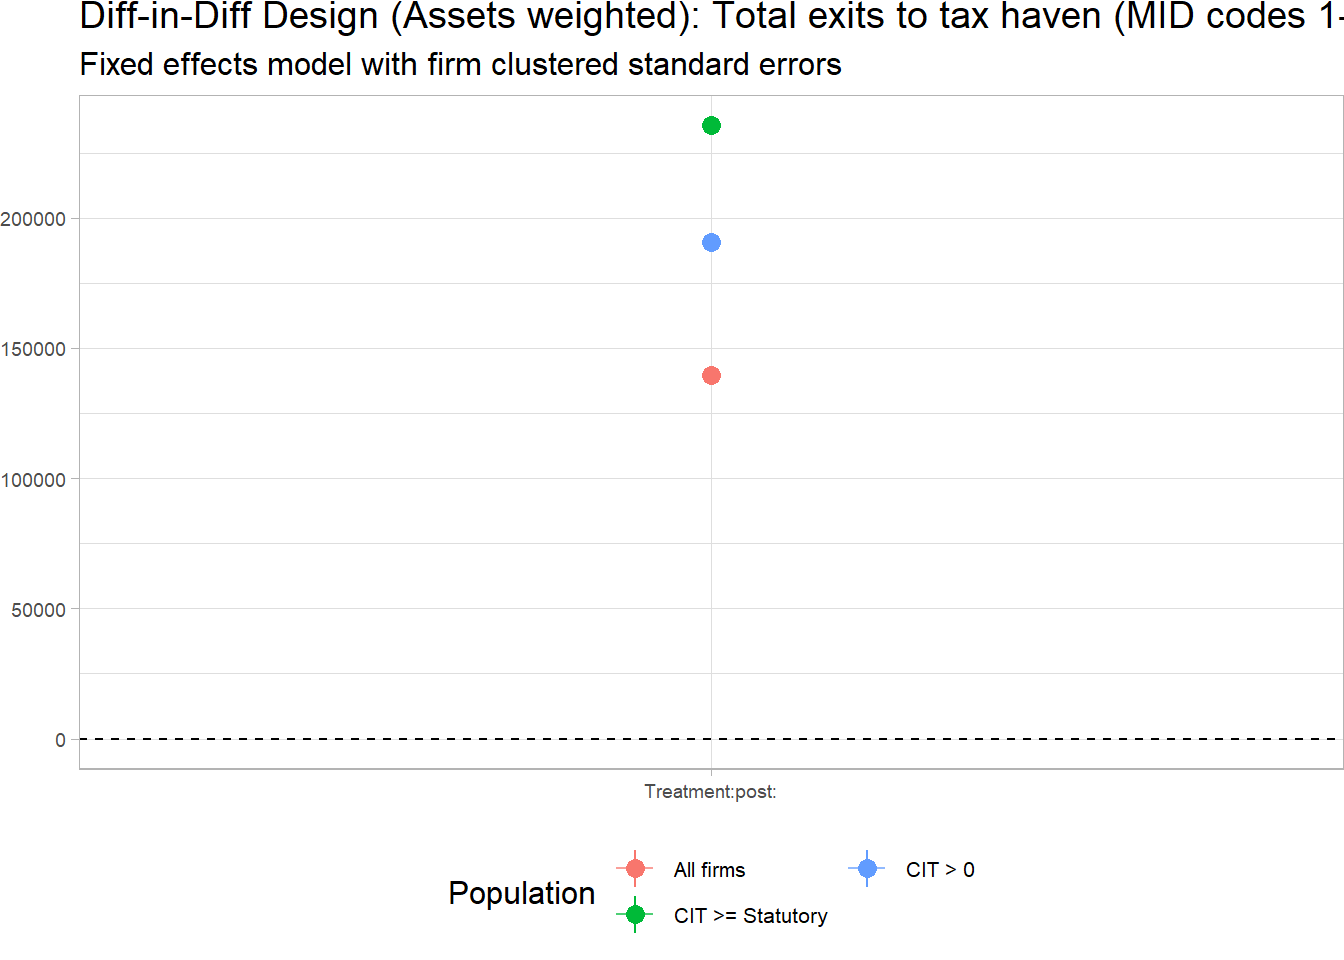 Diff-in-Diff Design (Assets weighted): Total exits to tax haven (MID codes 1-
Fixed effects model with firm clustered standard errors
200000
150000
100000
50000
0
Treatment:post:
Population
All firms
CIT > 0
CIT >= Statutory